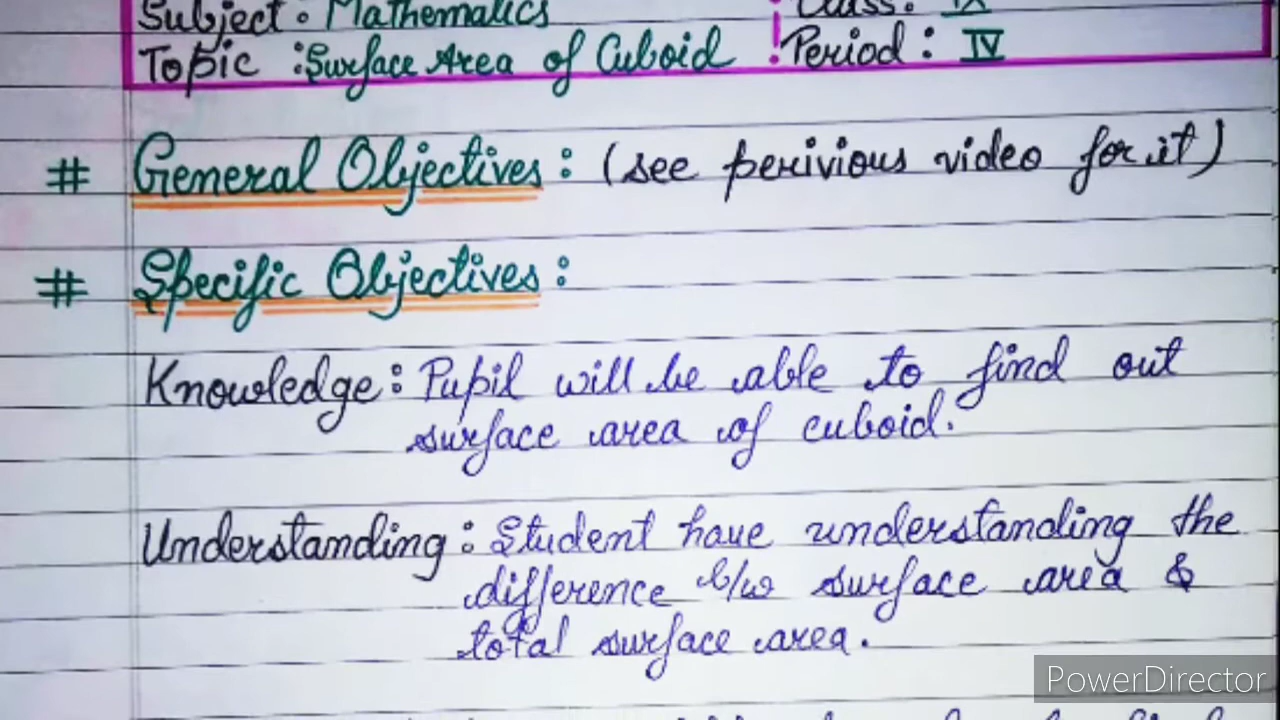 Subject : Mathematics
Class : IX
Topic : Surface Area of Cuboid
Period : IV
# General Objectives : (see perivious video for it)
# Specific Objectives :
Knowledge : Pupil will be able to find out
surface area of cuboid.
Understanding : Student have understanding the
difference b/w surface area &
total surface area.
PowerDirector